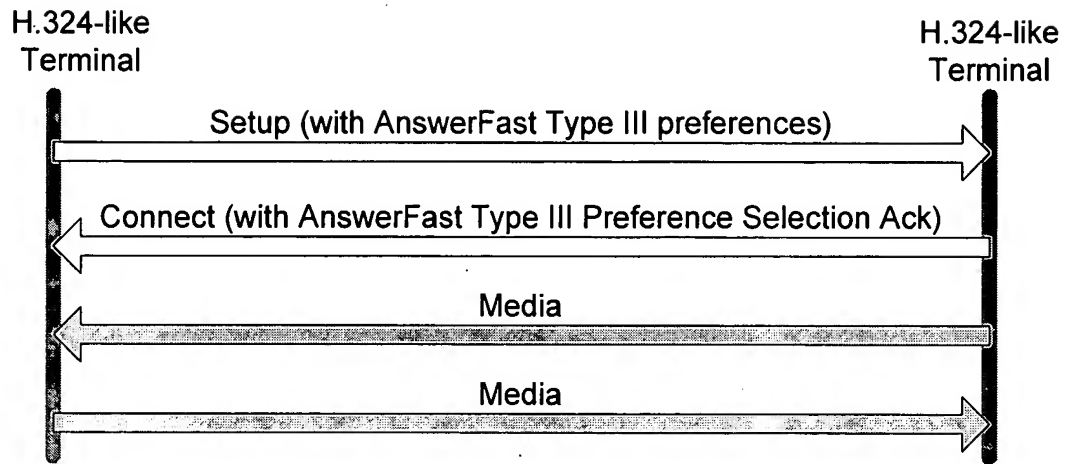 H.324-like
Terminal
H.324-like
Terminal
Setup (with AnswerFast Type III preferences)
Connect (with AnswerFast Type III Preference Selection Ack)
Media
Media